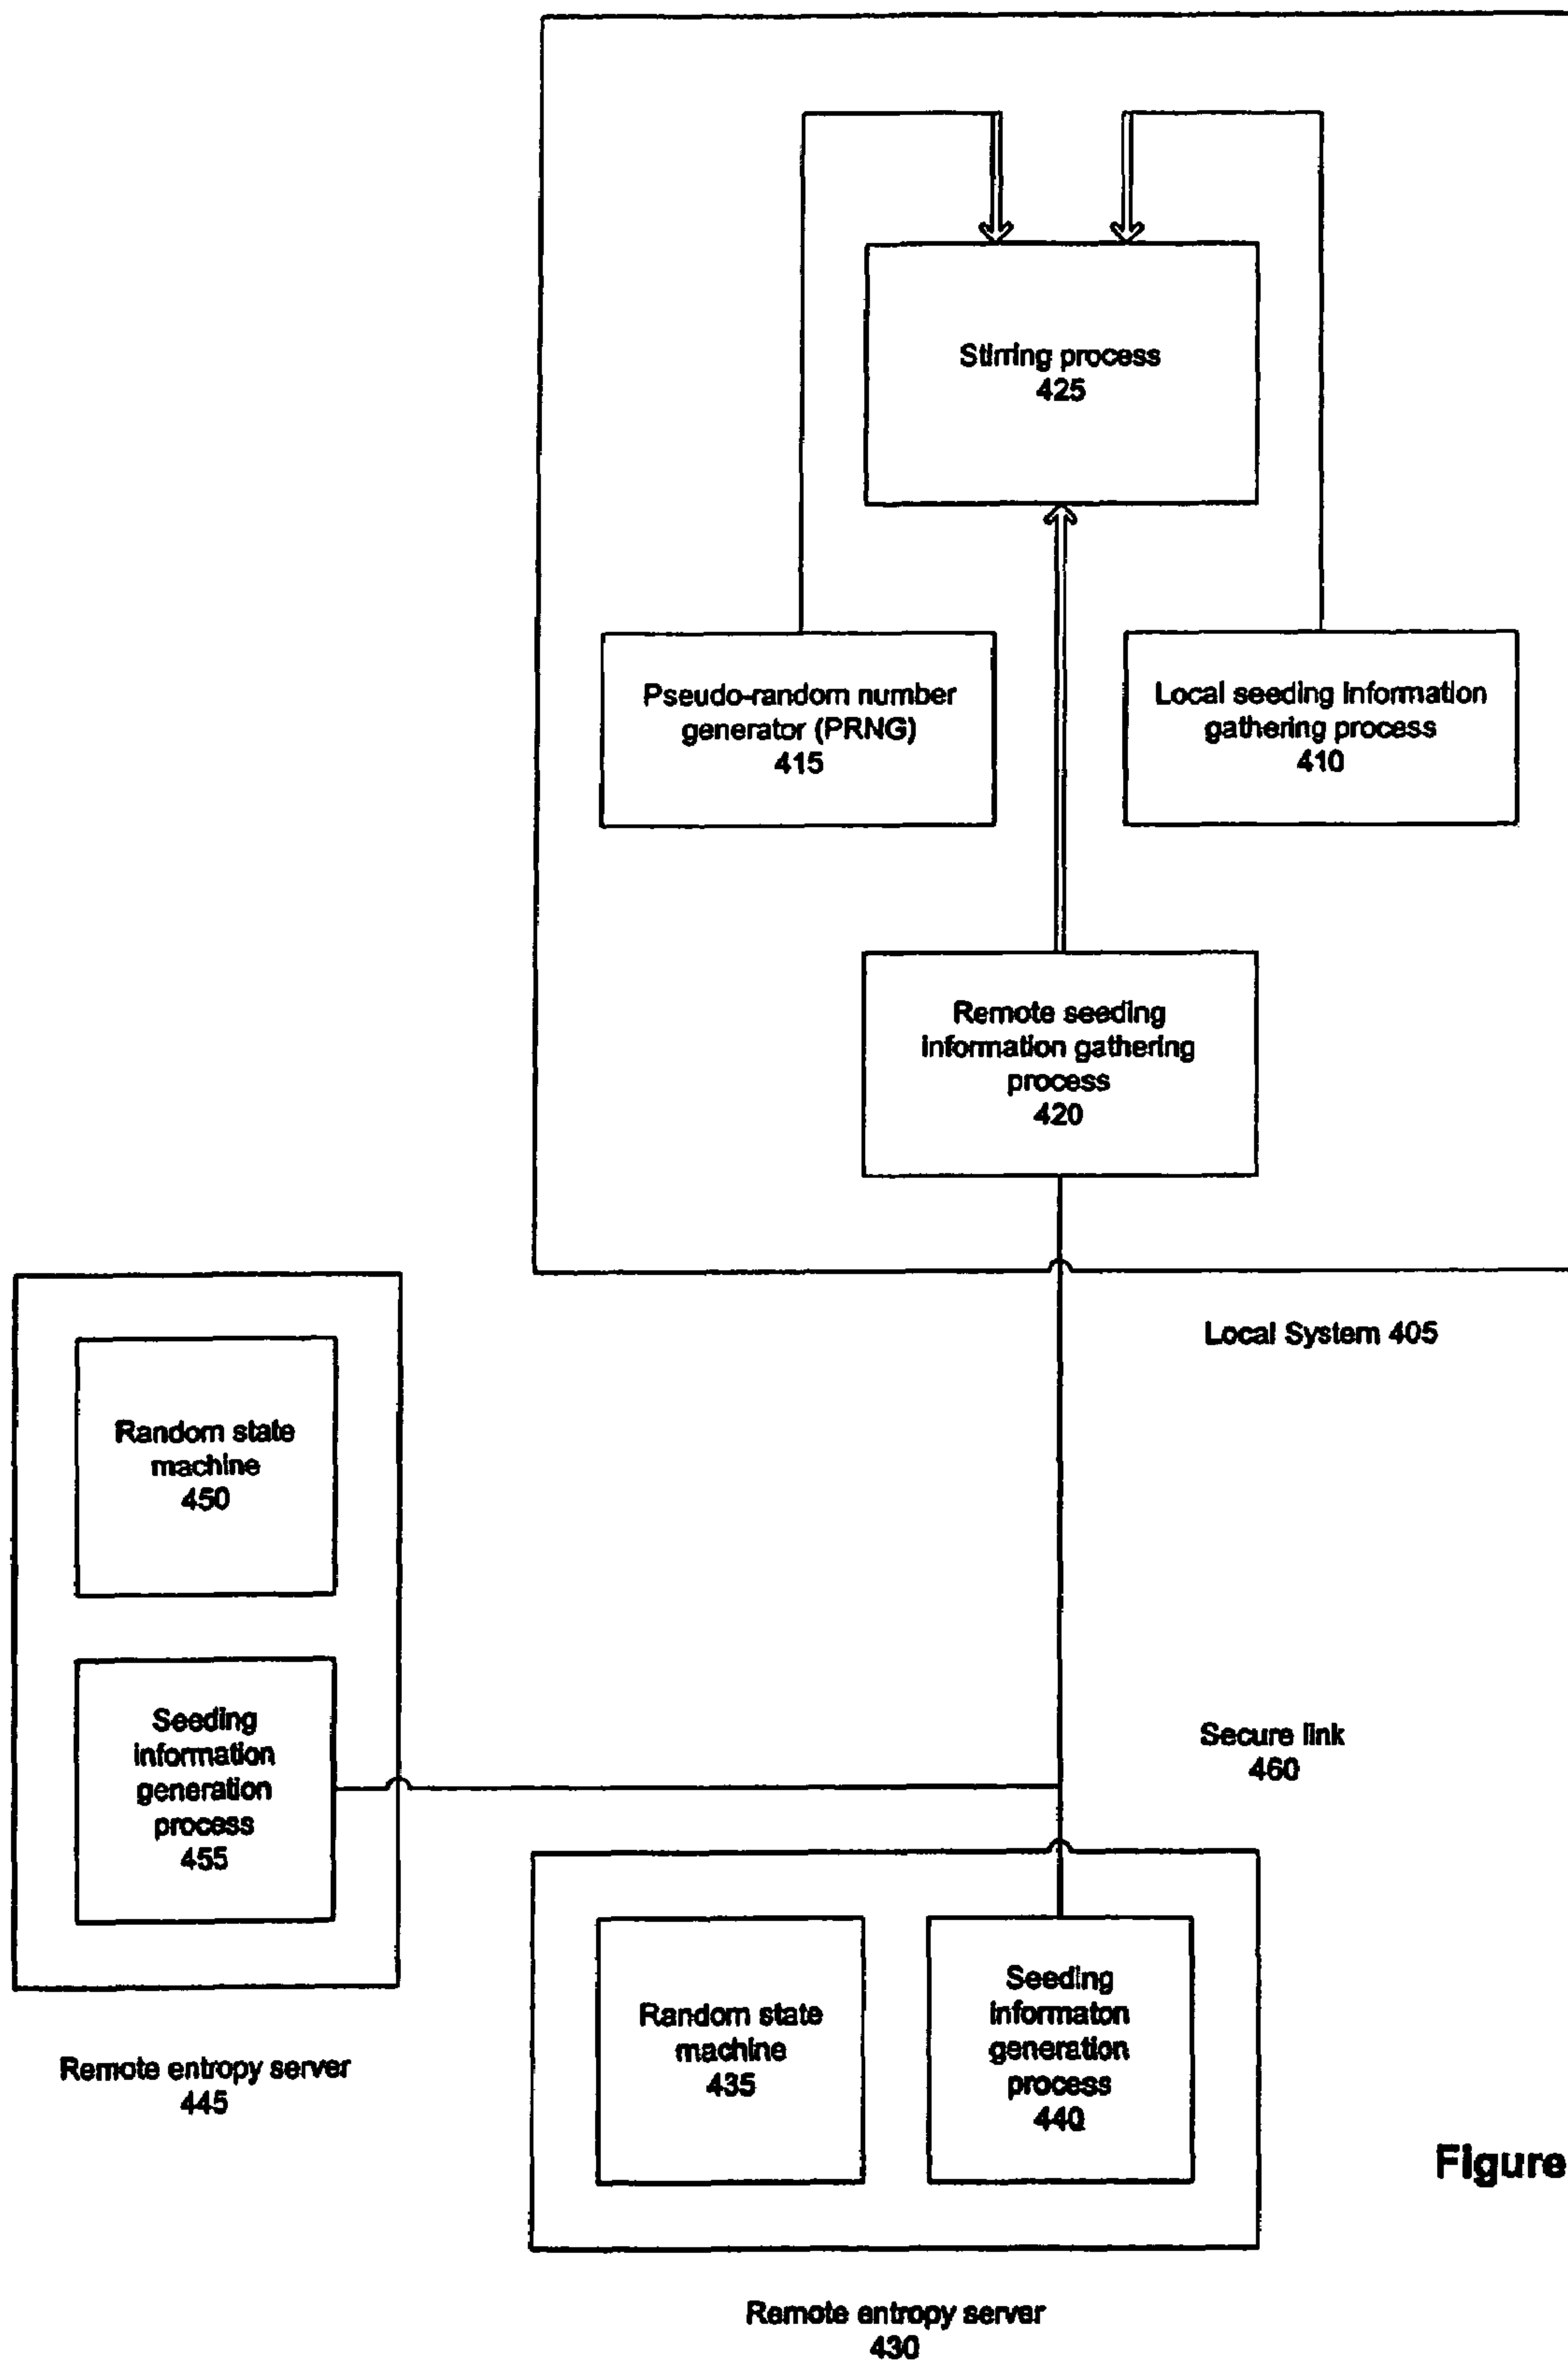 Stirring process
425
Pseudo-random number
generator (PRNG)
415
Local seeding information
gathering process
410
Remote seeding
information gathering
process
420
Local System 405
Random state
machine
450
Seeding
information
generation
process
455
Secure link
460
Remote entropy server
445
Random state
machine
435
Seeding
informaton
generation
process
440
Figure
Remote entropy server
430